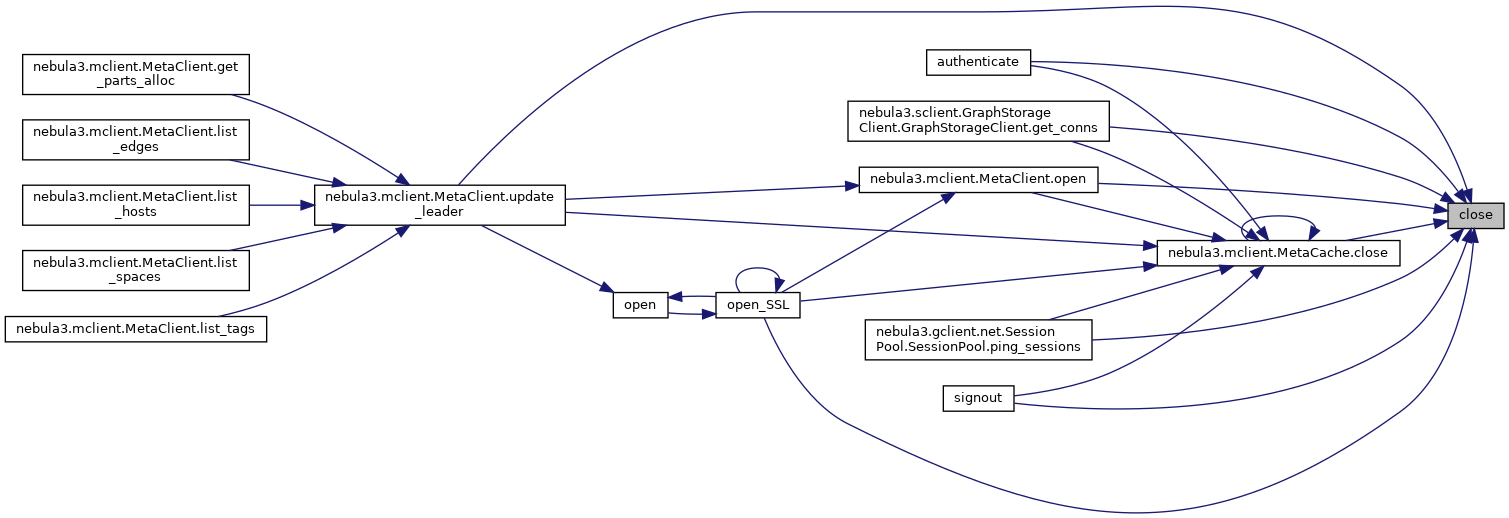 nebula3.mclient.MetaClient.get
_parts_alloc
nebula3.mclient.MetaClient.list
_edges
nebula3.mclient.MetaClient.list
_hosts
nebula3.mclient.MetaClient.list
_spaces
nebula3.mclient.MetaClient.list_tags
nebula3.mclient.MetaClient.update
_leader
open
open_SSL
authenticate
nebula3.sclient.GraphStorage
Client.GraphStorageClient.get_conns
nebula3.mclient.MetaClient.open
nebula3.gclient.net.Session
Pool.SessionPool.ping_sessions
signout
nebula3.mclient.MetaCache.close
close